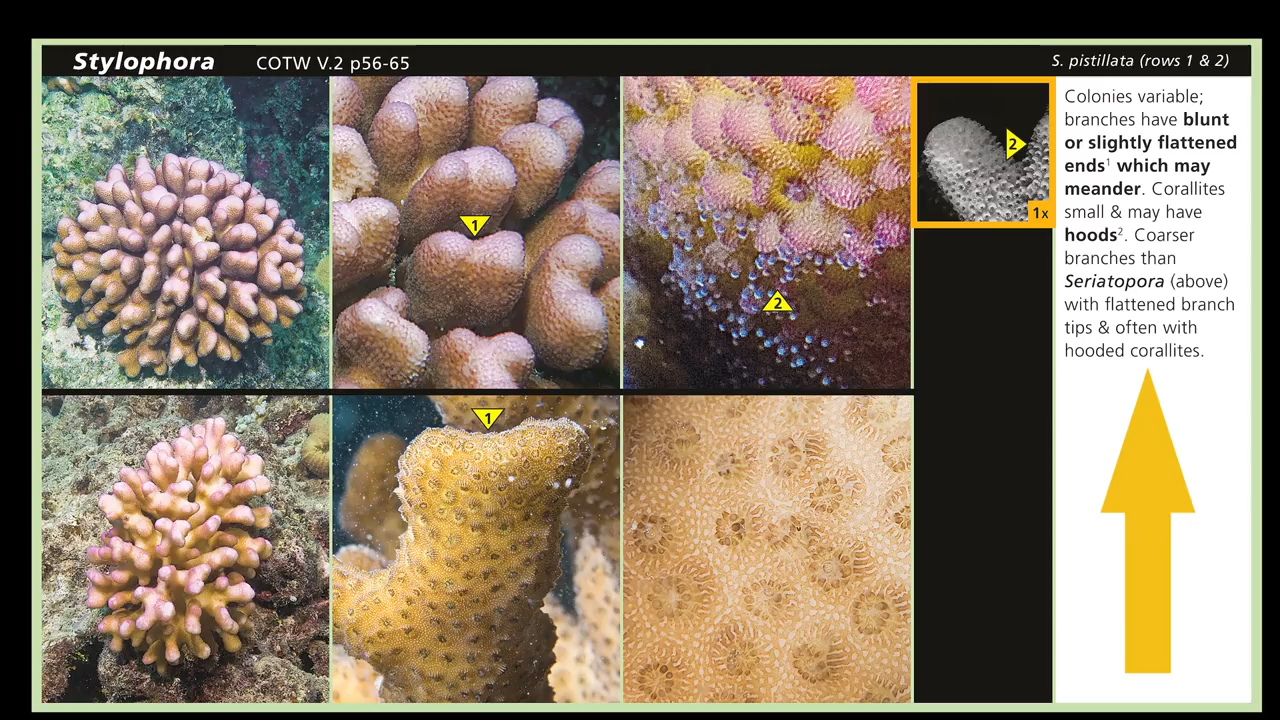 Stylophora COTW V.2 p56-65 S. pistillata (rows 1 & 2)
1
2
2
1x
Colonies variable;
branches have blunt
or slightly flattened
ends¹ which may
meander. Corallites
small & may have
hoods². Coarser
branches than
Seriatopora (above)
with flattened branch
tips & often with
hooded corallites.
1